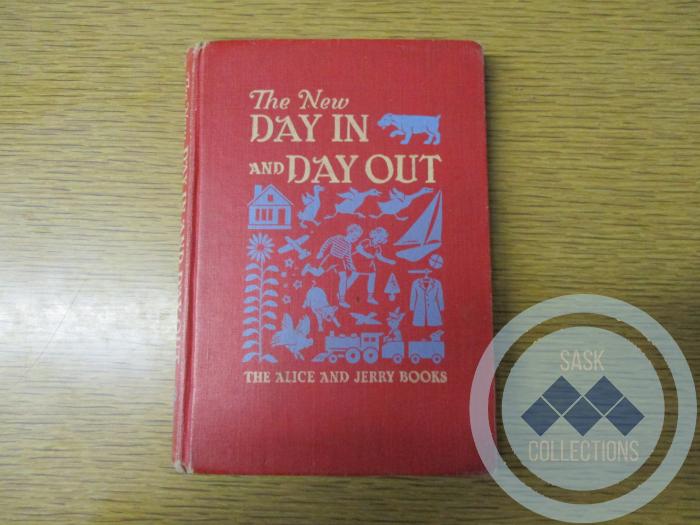 The New
DAY IN
AND DAY OUT
THE ALICE AND JERRY BOOKS
SASK
COLLECTIONS